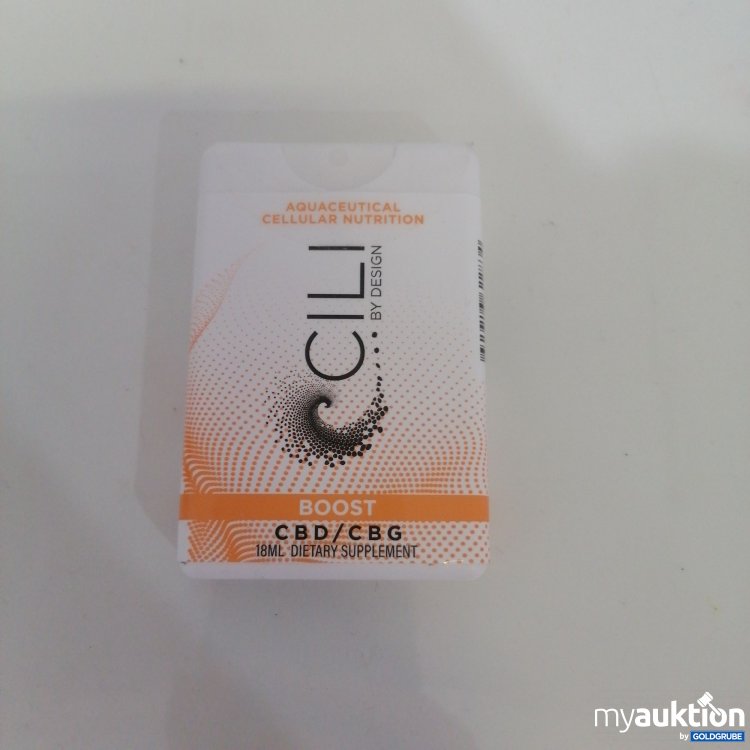 AQUACEUTICAL
CELLULAR NUTRITION
CILI
BY DESIGN
BOOST
CBD/CBG
18ML DIETARY SUPPLEMENT
myauktion
by GOLDGRUBE